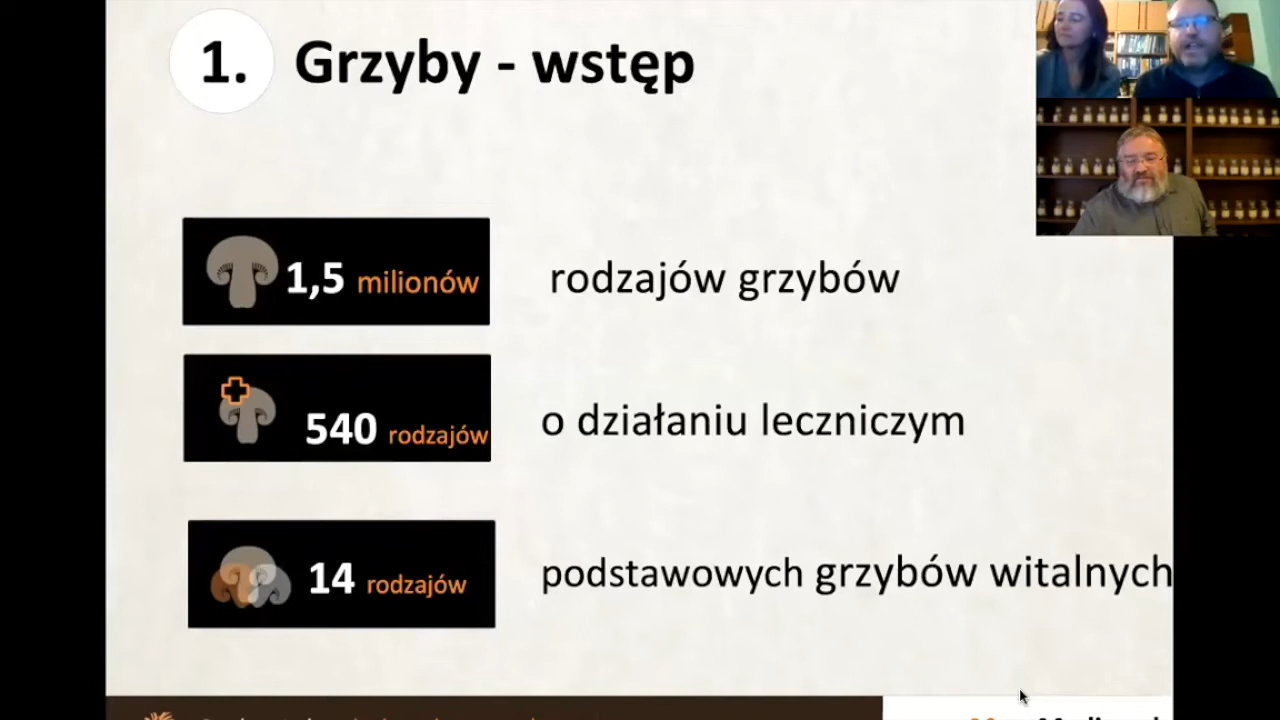 1. Grzyby - wstęp
1,5 milionów rodzajów grzybów
540 rodzajów o działaniu leczniczym
14 rodzajów podstawowych grzybów witalnych